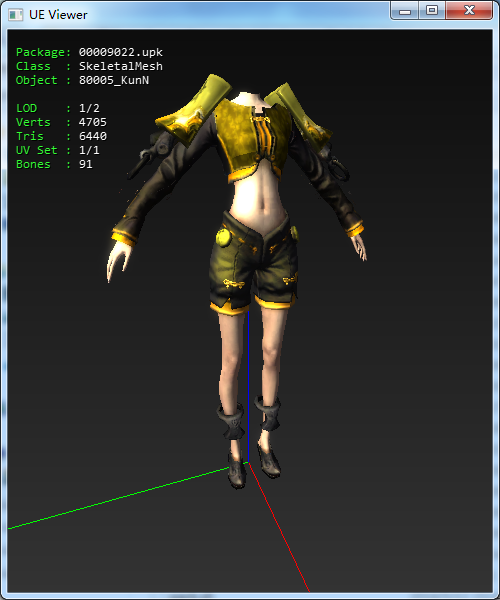 UE Viewer
Package: 00009022.upk
Class  : SkeletalMesh
Object : 80005_KunN
LOD    : 1/2
Verts  : 4705
Tris   : 6440
UV Set : 1/1
Bones  : 91